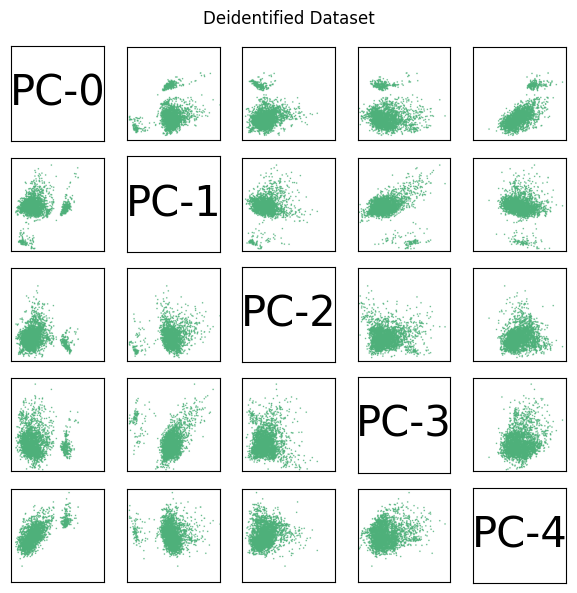 Deidentified Dataset
PC-0
PC-1
PC-2
PC-3
PC-4